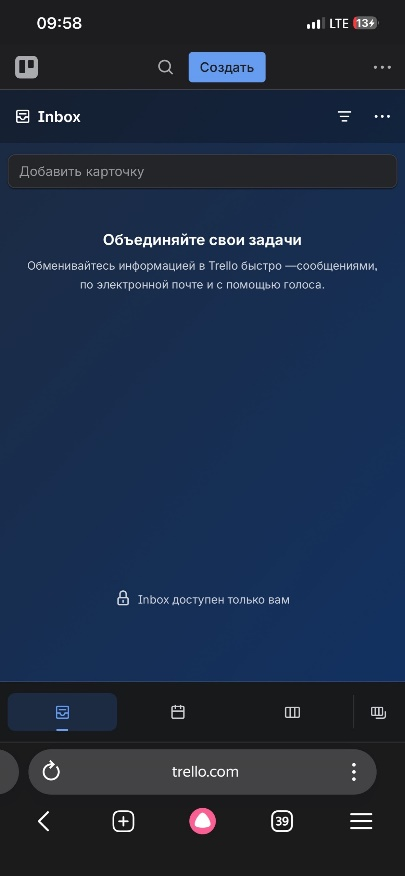 09:58
LTE 13
Создать
Inbox
Добавить карточку
Объединяйте свои задачи
Обменивайтесь информацией в Trello быстро —сообщениями,
по электронной почте и с помощью голоса.
Inbox доступен только вам
trello.com
39